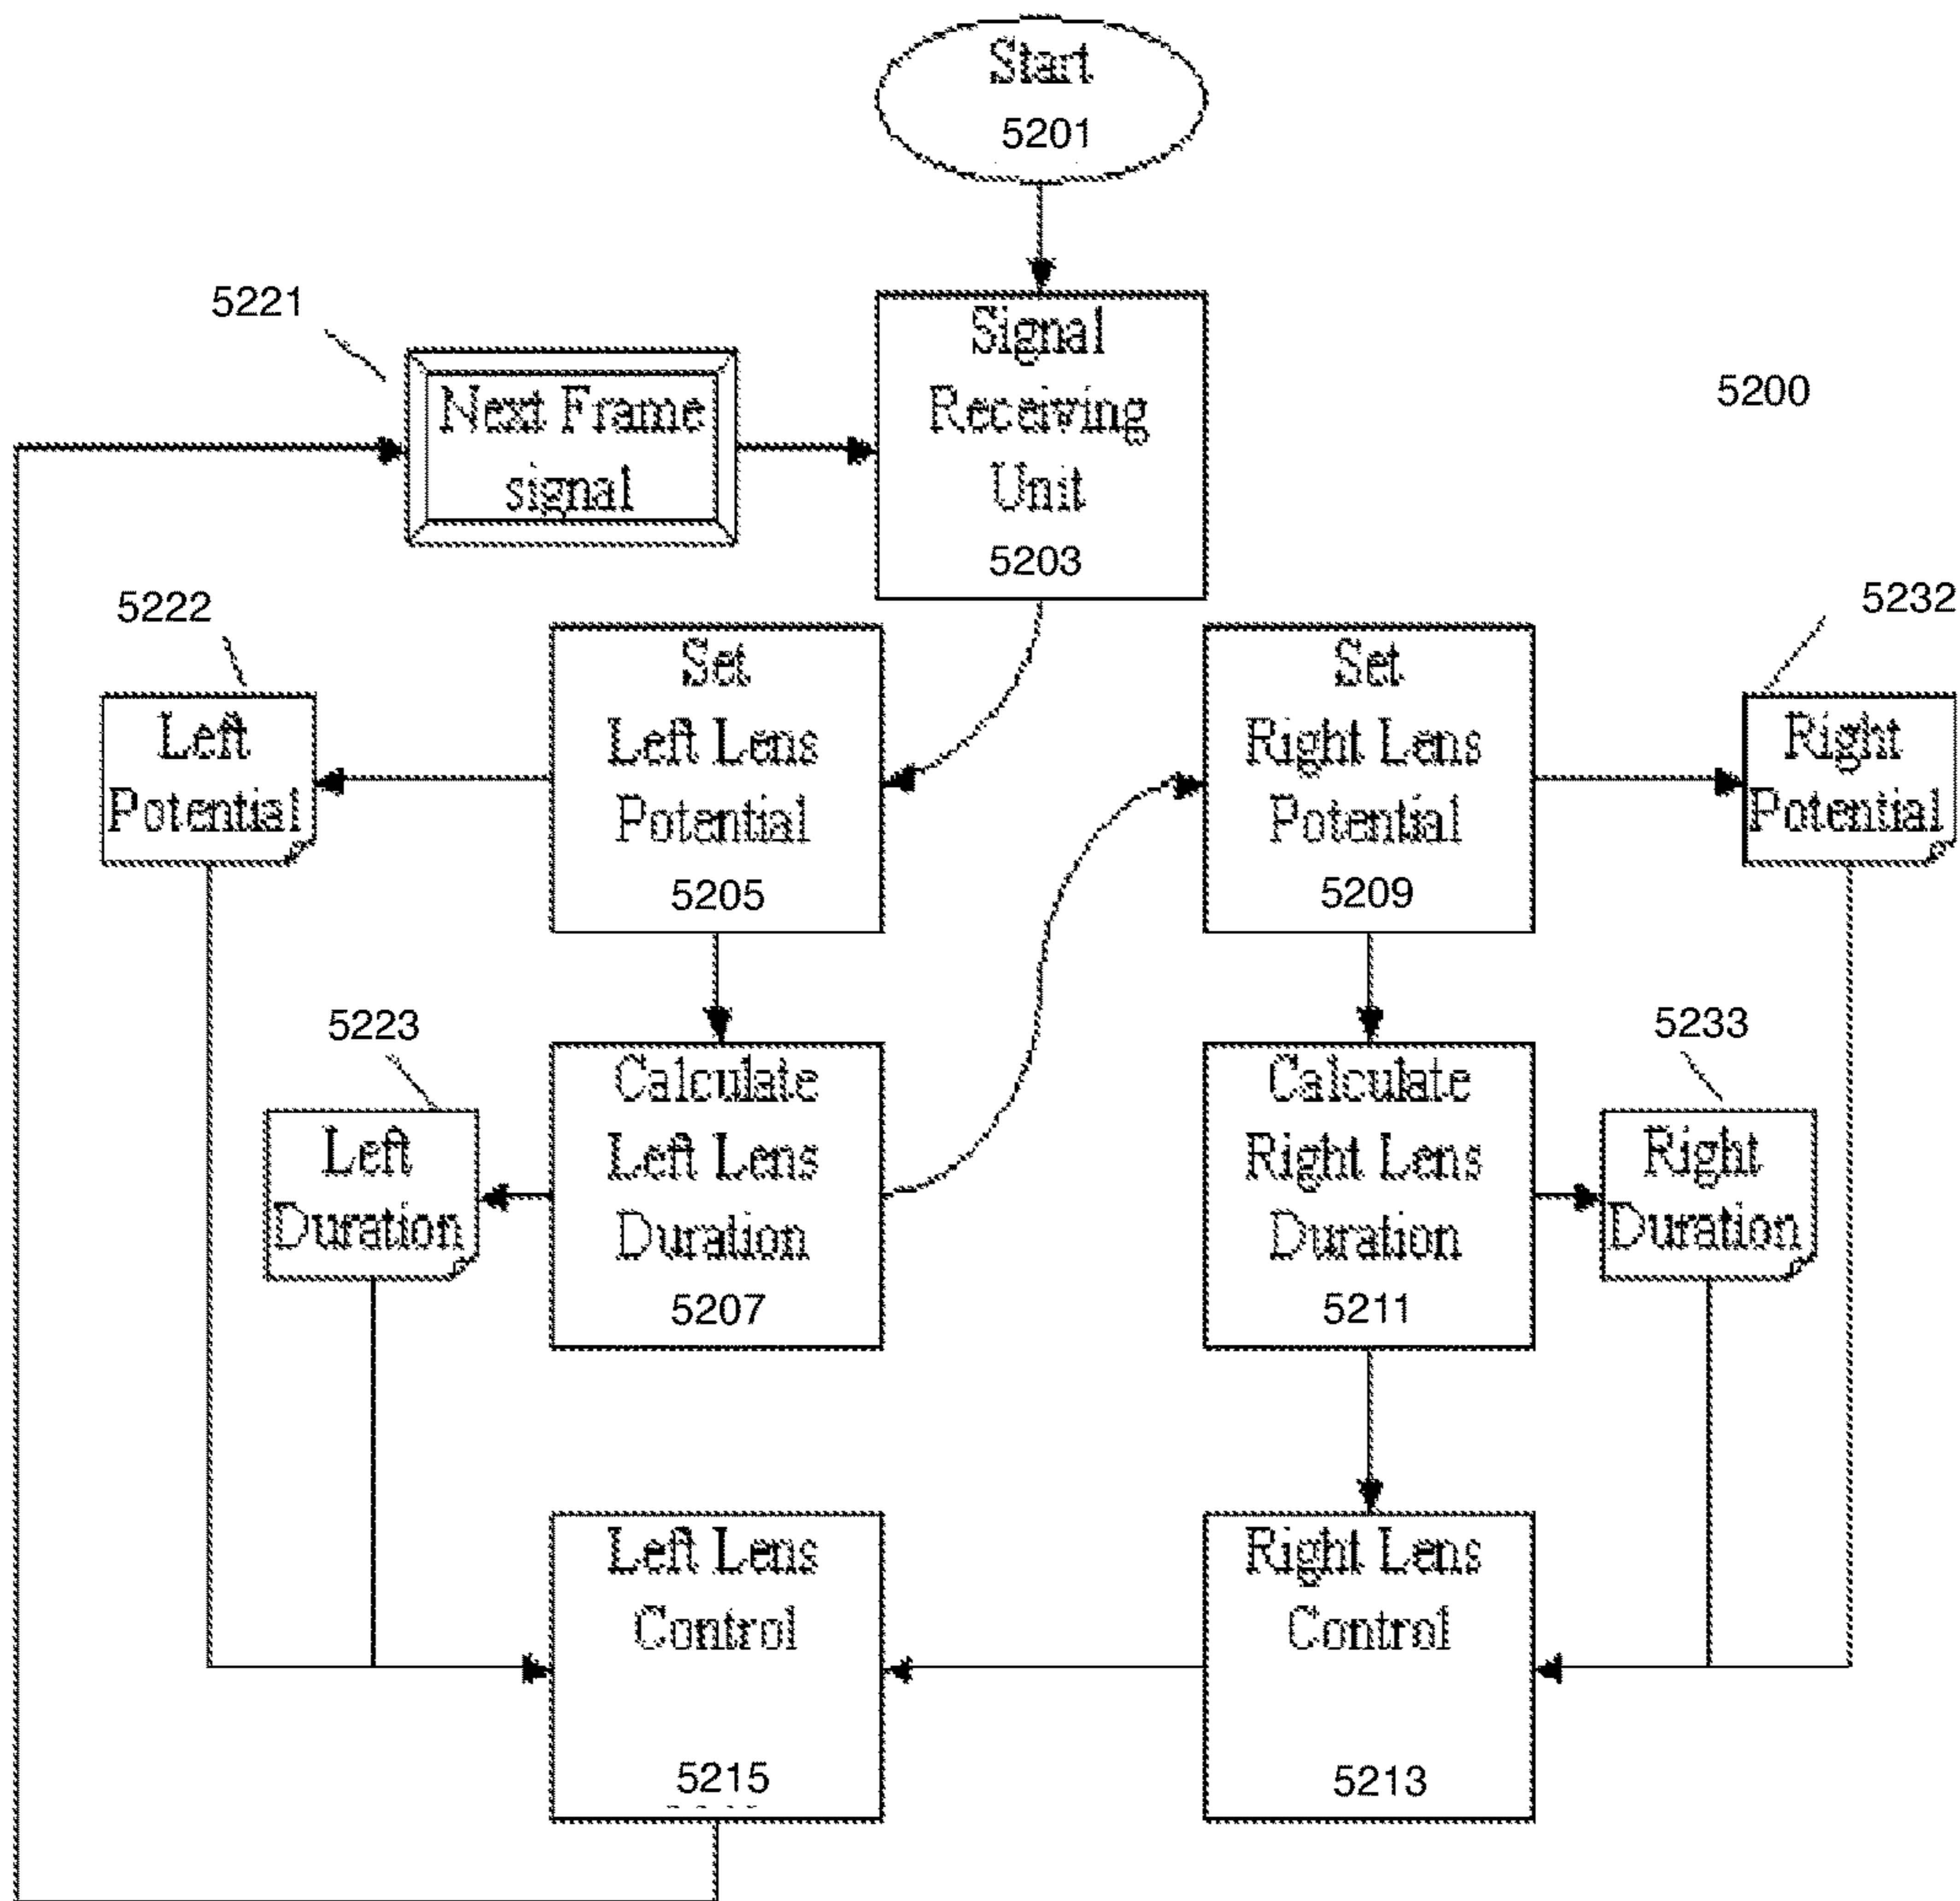 Start
5201
5221
Next Frame
signal
Signal
Receiving
Unit
5203
5200
5222
Left
Potential
Set
Left Lens
Potential
5205
Set
Right Lens
Potential
5209
5232
Right
Potential
5223
Left
Duration
Calculate
Left Lens
Duration
5207
Calculate
Right Lens
Duration
5211
5233
Right
Duration
Left Lens
Control
5215
Right Lens
Control
5213